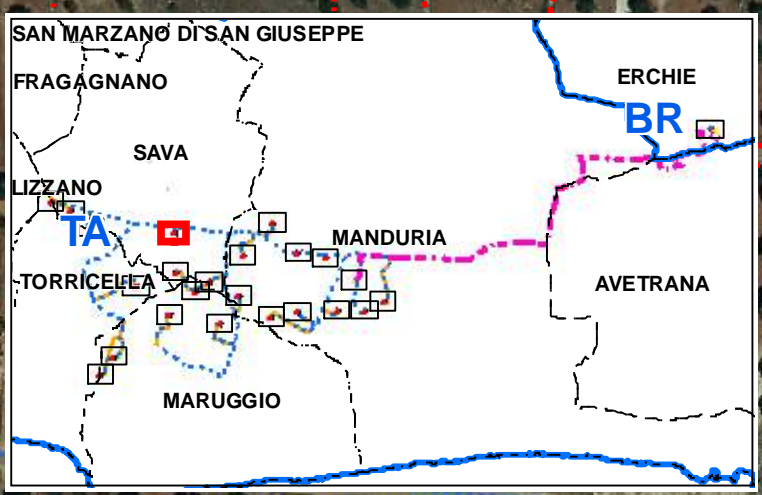 SAN MARZANO DI SAN GIUSEPPE
FRAGAGNANO
ERCHIE
BR
SAVA
LIZZANO
TA
MANDURIA
TORRICELLA
AVETRANA
MARUGGIO